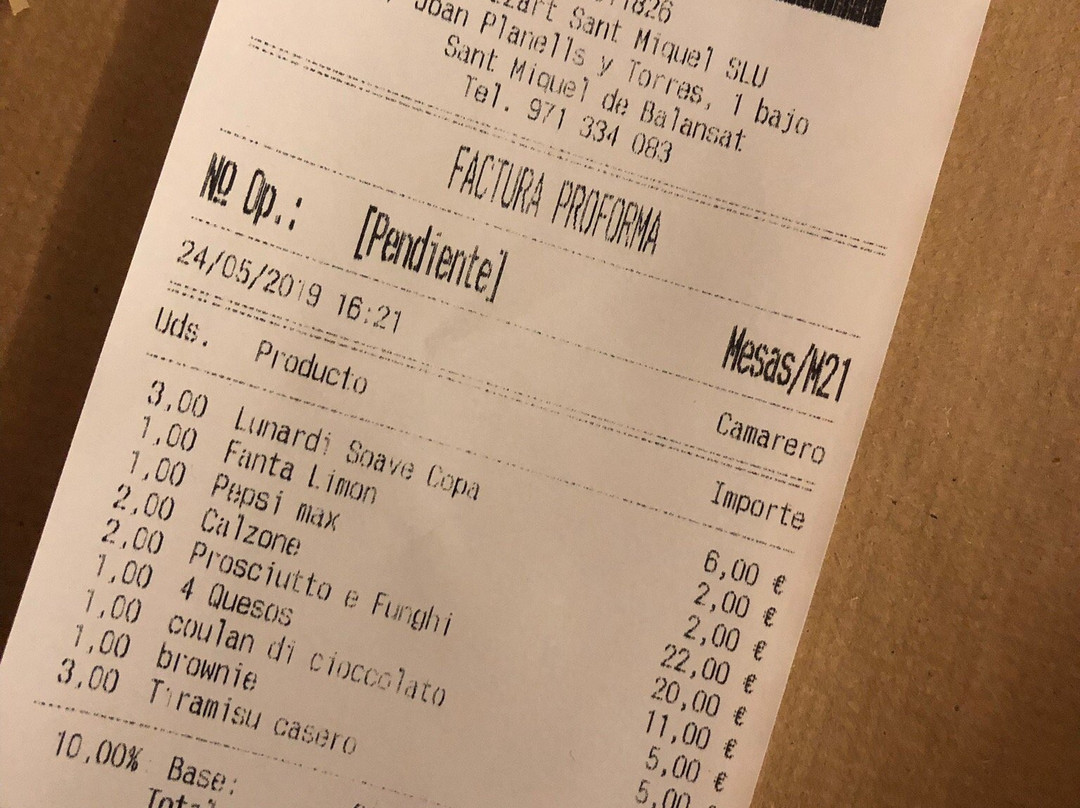 1826
Sant Miquel SLU
Joan Planells y Torres, 1 bajo
Sant Miquel de Balansat
Tel. 971 334 083
FACTURA PROFORMA
Nº Op.: [Pendiente]
Mesas/M21
24/05/2019 16:21
Camarero
Uds. Producto Importe
3,00 Lunardi Soave Copa 6,00 €
1,00 Fanta Limon 2,00 €
1,00 Pepsi max 2,00 €
2,00 Calzone 22,00 €
2,00 Prosciutto e Funghi 20,00 €
1,00 4 Quesos 11,00 €
1,00 coulan di cioccolato 5,00 €
1,00 brownie 5,00 €
3,00 Tiramisu casero
10,00% Base:
Total